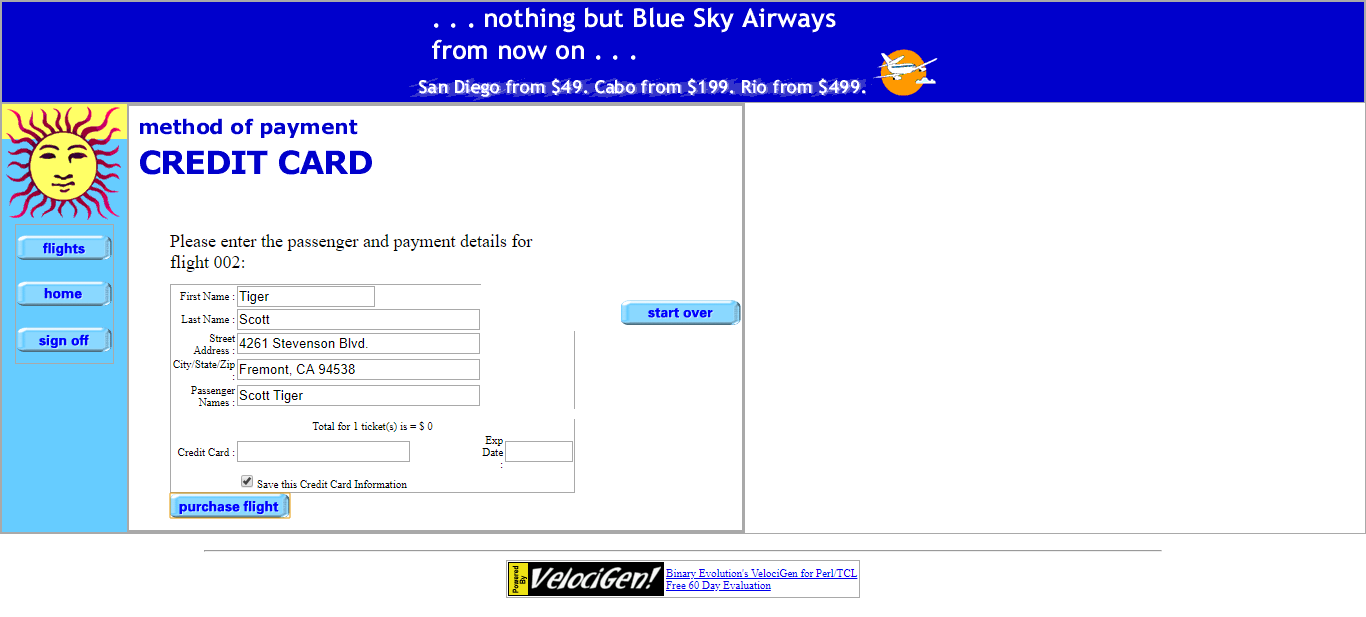 . . . nothing but Blue Sky Airways
from now on . . .
San Diego from $49. Cabo from $199. Rio from $499.
method of payment
CREDIT CARD
flights
home
sign off
Please enter the passenger and payment details for
flight 002:
First Name : Tiger
Last Name : Scott
Street
Address : 4261 Stevenson Blvd.
City/State/Zip
: Fremont, CA 94538
Passenger
Names : Scott Tiger
Total for 1 ticket(s) is = $ 0
Credit Card :
Exp
Date
:
Save this Credit Card Information
purchase flight
start over
Powered
By
VelociGen!
Binary Evolution's VelociGen for Perl/TCL
Free 60 Day Evaluation